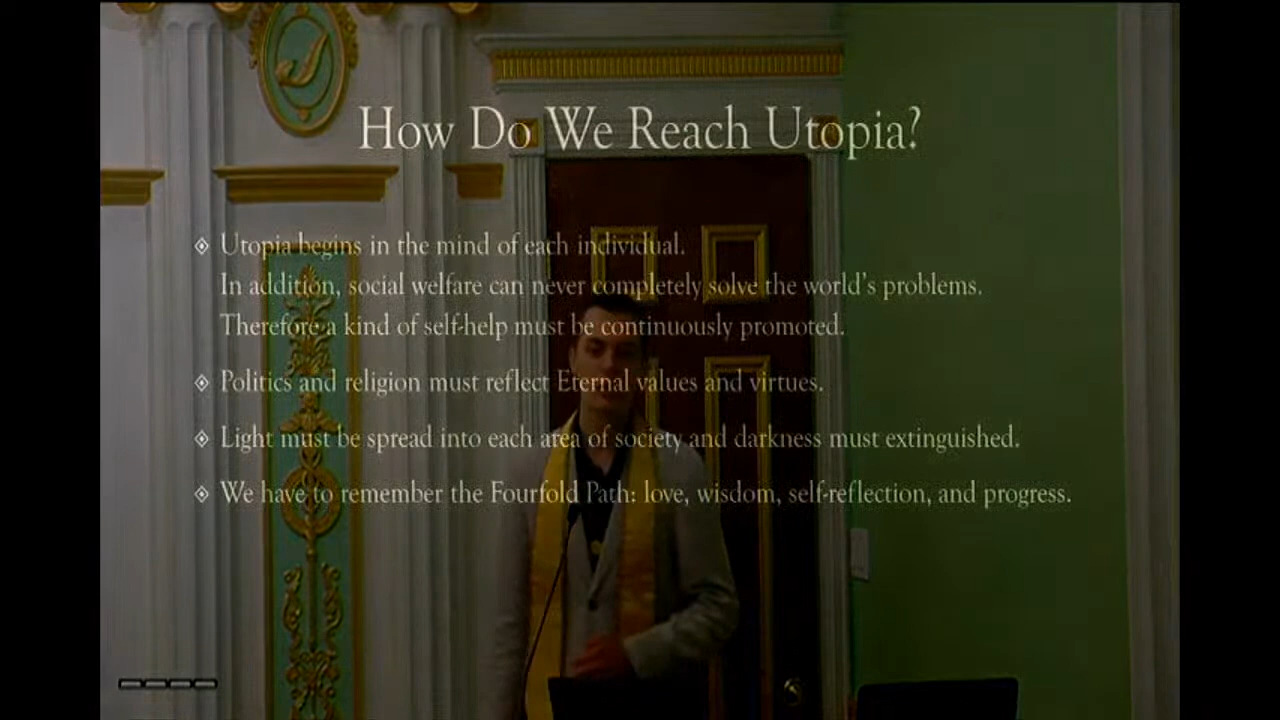 How Do We Reach Utopia?
Utopia begins in the mind of each individual.
In addition, social welfare can never completely solve the world's problems.
Therefore a kind of self-help must be continuously promoted.
Politics and religion must reflect Eternal values and virtues.
Light must be spread into each area of society and darkness must extinguished.
We have to remember the Fourfold Path: love, wisdom, self-reflection, and progress.